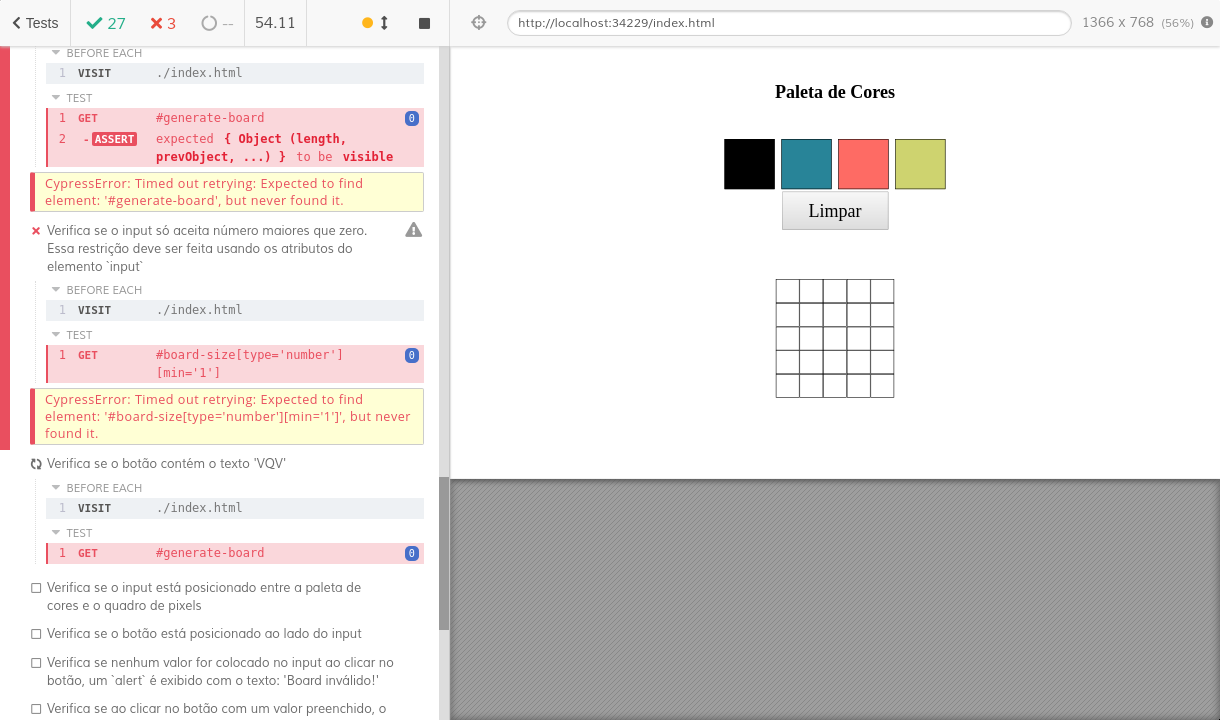 Tests 27 3 -- 54.11 http://localhost:34229/index.html 1366 x 768 (56%)
BEFORE EACH
1 VISIT ./index.html
TEST
1 GET #generate-board 0
2 -ASSERT expected { Object (length,
prevObject, ...) } to be visible
CypressError: Timed out retrying: Expected to find
element: '#generate-board', but never found it.
Verifica se o input só aceita número maiores que zero.
Essa restrição deve ser feita usando os atributos do
elemento `input`
BEFORE EACH
1 VISIT ./index.html
TEST
1 GET #board-size[type='number'] 0
[min='1']
CypressError: Timed out retrying: Expected to find
element: '#board-size[type='number'][min='1']', but never
found it.
Verifica se o botão contém o texto 'VQV'
BEFORE EACH
1 VISIT ./index.html
TEST
1 GET #generate-board 0
Verifica se o input está posicionado entre a paleta de
cores e o quadro de pixels
Verifica se o botão está posicionado ao lado do input
Verifica se nenhum valor for colocado no input ao clicar no
botão, um `alert` é exibido com o texto: 'Board inválido!'
Verifica se ao clicar no botão com um valor preenchido, o
Paleta de Cores
Limpar